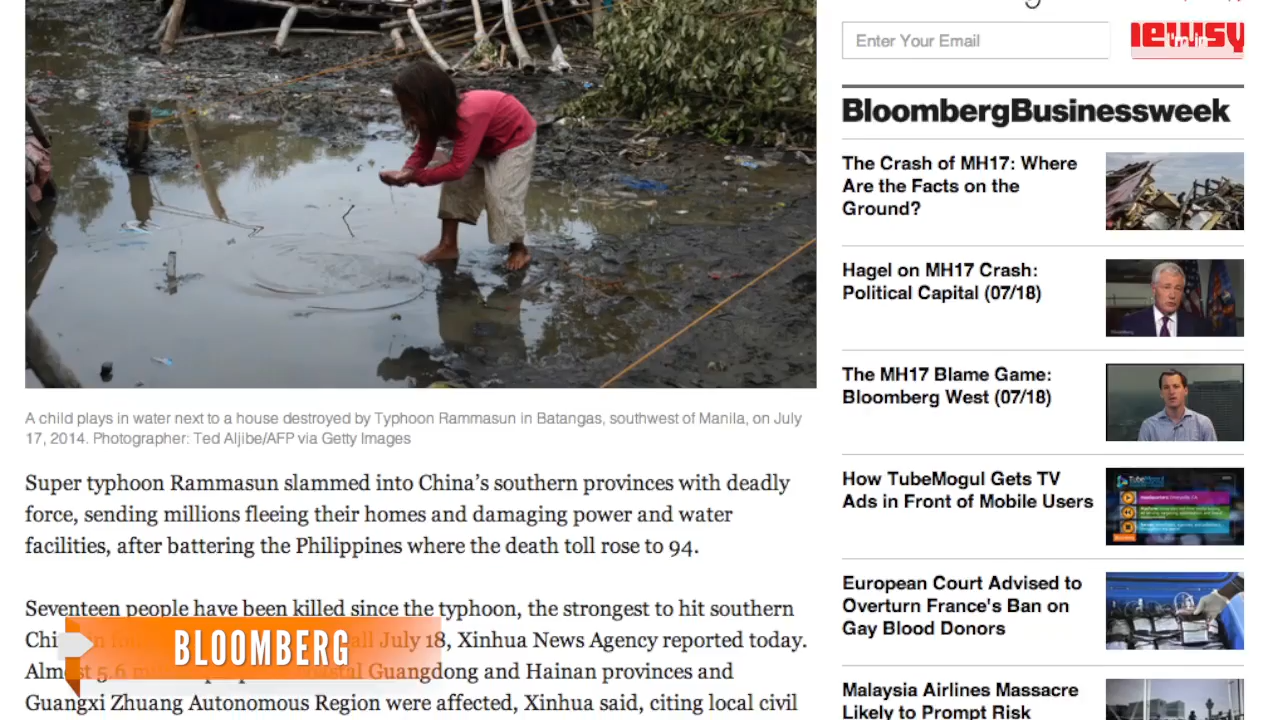 Enter Your Email
BloombergBusinessweek
The Crash of MH17: Where
Are the Facts on the
Ground?
Hagel on MH17 Crash:
Political Capital (07/18)
The MH17 Blame Game:
Bloomberg West (07/18)
How TubeMogul Gets TV
Ads in Front of Mobile Users
European Court Advised to
Overturn France's Ban on
Gay Blood Donors
Malaysia Airlines Massacre
Likely to Prompt Risk
A child plays in water next to a house destroyed by Typhoon Rammasun in Batangas, southwest of Manila, on July
17, 2014. Photographer: Ted Aljibe/AFP via Getty Images
Super typhoon Rammasun slammed into China's southern provinces with deadly
force, sending millions fleeing their homes and damaging power and water
facilities, after battering the Philippines where the death toll rose to 94.
Seventeen people have been killed since the typhoon, the strongest to hit southern
July 18, Xinhua News Agency reported today.
Almost 5.6 Guangdong and Hainan provinces and
Guangxi Zhuang Autonomous Region were affected, Xinhua said, citing local civil
BLOOMBERG